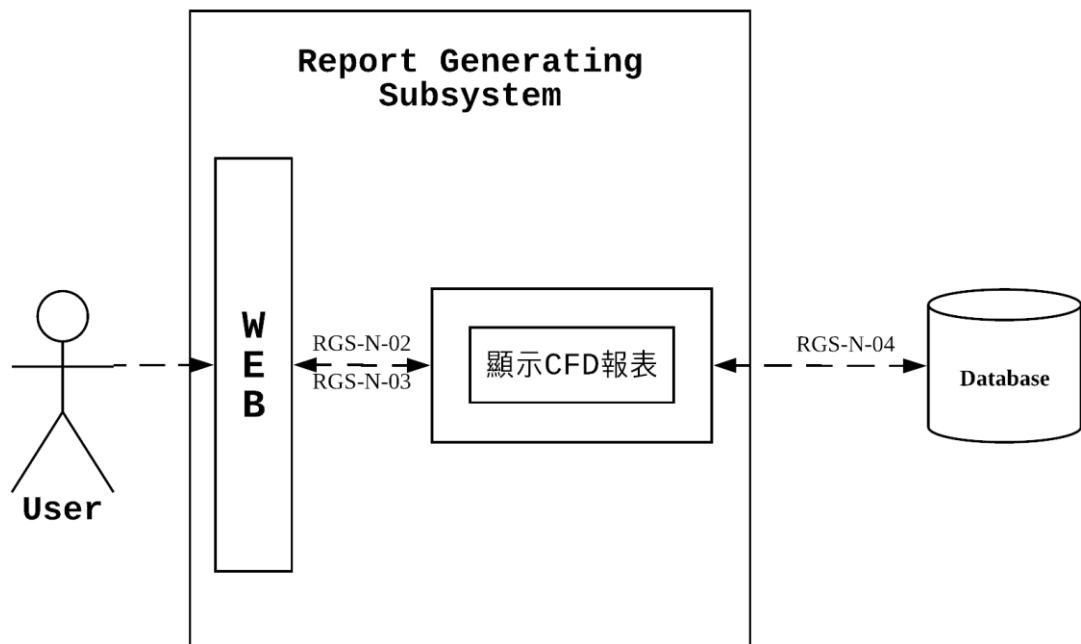 Report Generating
Subsystem
W
E
B
RGS-N-02
RGS-N-03
顯示CFD報表
RGS-N-04
Database
User